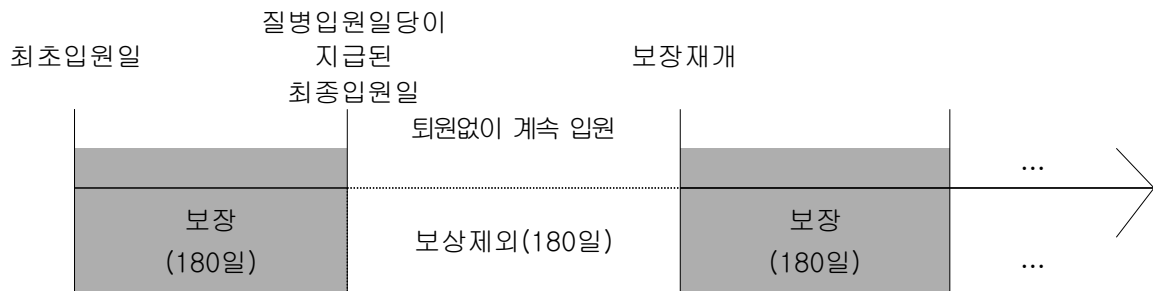 질병입원일당이
최초입원일 지급된 보장재개
최종입원일
퇴원없이 계속 입원
...
보장 보상제외(180일) 보장
(180일) (180일) ...